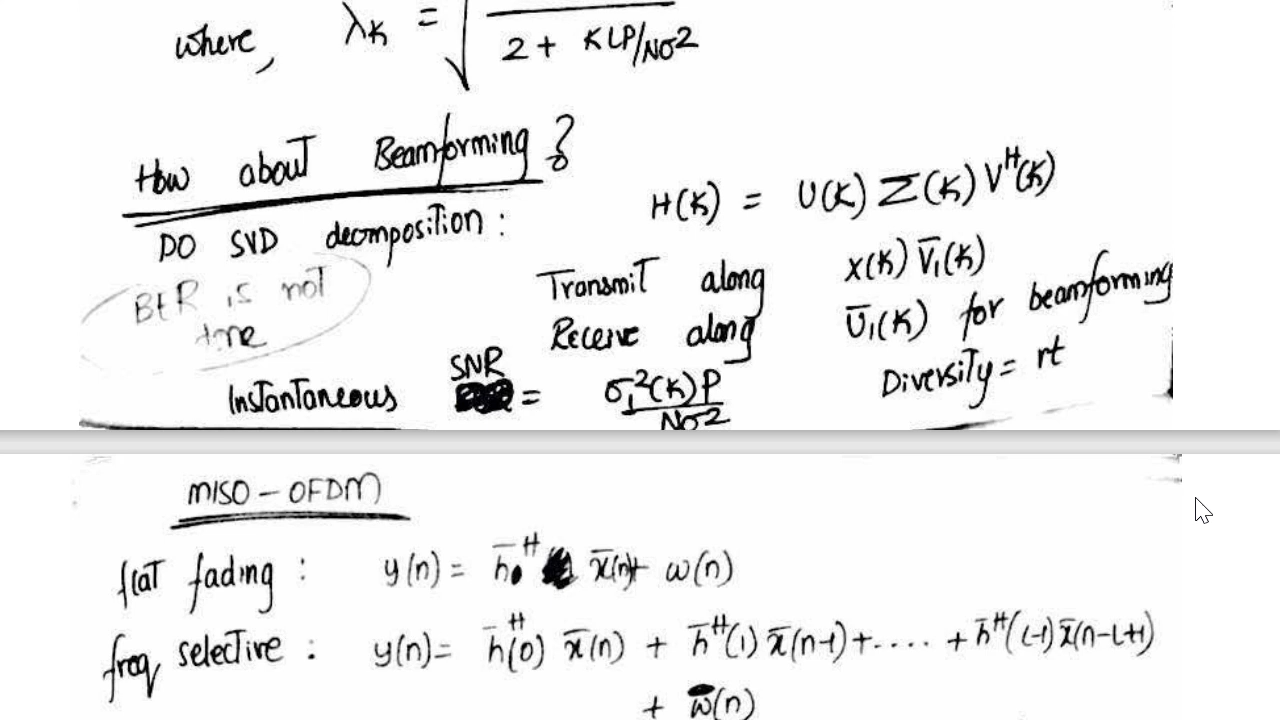 where, λK = √ 2 + KLP/Nσ2
How about Beamforming?
DO SVD decomposition : H(K) = U(K) Σ(K) V^H(K)
Transmit along x(K) V̄1(K)
BER is not
Receive along Ū1(K) for beamforming
Instantaneous SNR = σ1²(K)P / Nσ2 Diversity = rt
MISO - OFDM
flat fading : y(n) = h̄^H x̄(n) + w(n)
freq selective : y(n) = h̄^H(0) x̄(n) + h̄^H(1) x̄(n-1) + .... + h̄^H(L-1) x̄(n-L+1)
+ w(n)